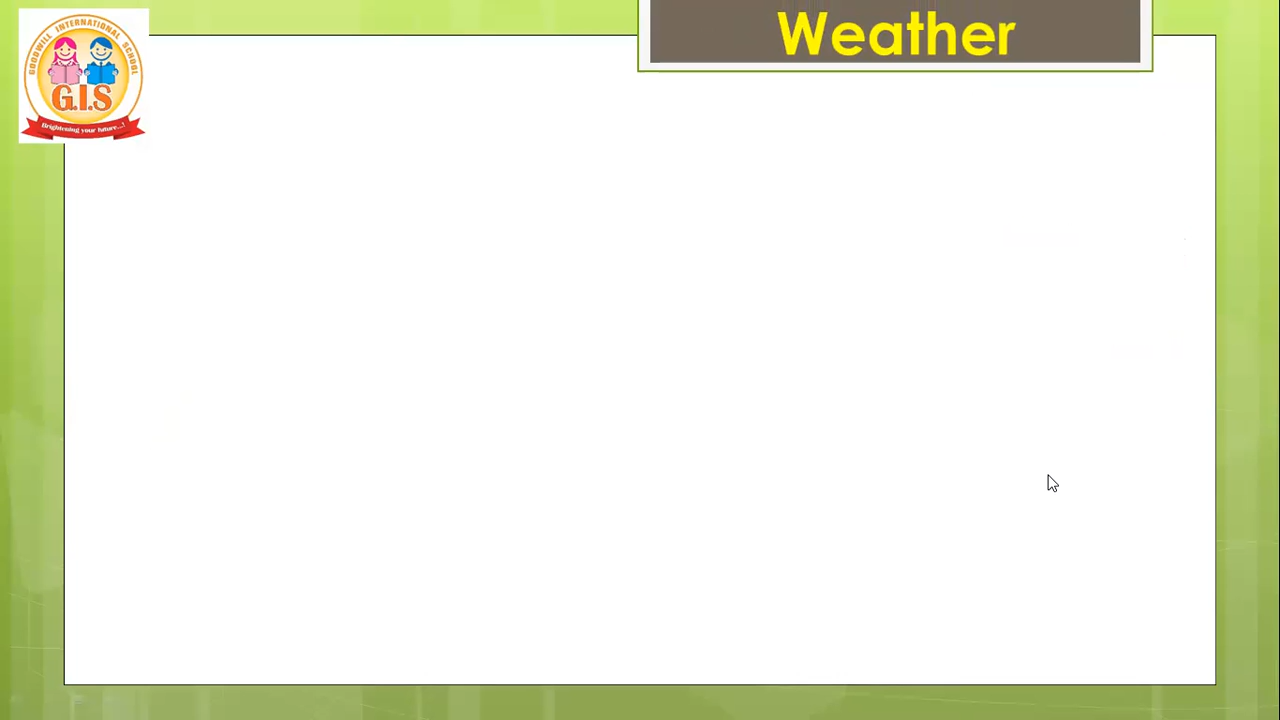 Weather
GOODWILL INTERNATIONAL SCHOOL
G.I.S
Brightening your future...!